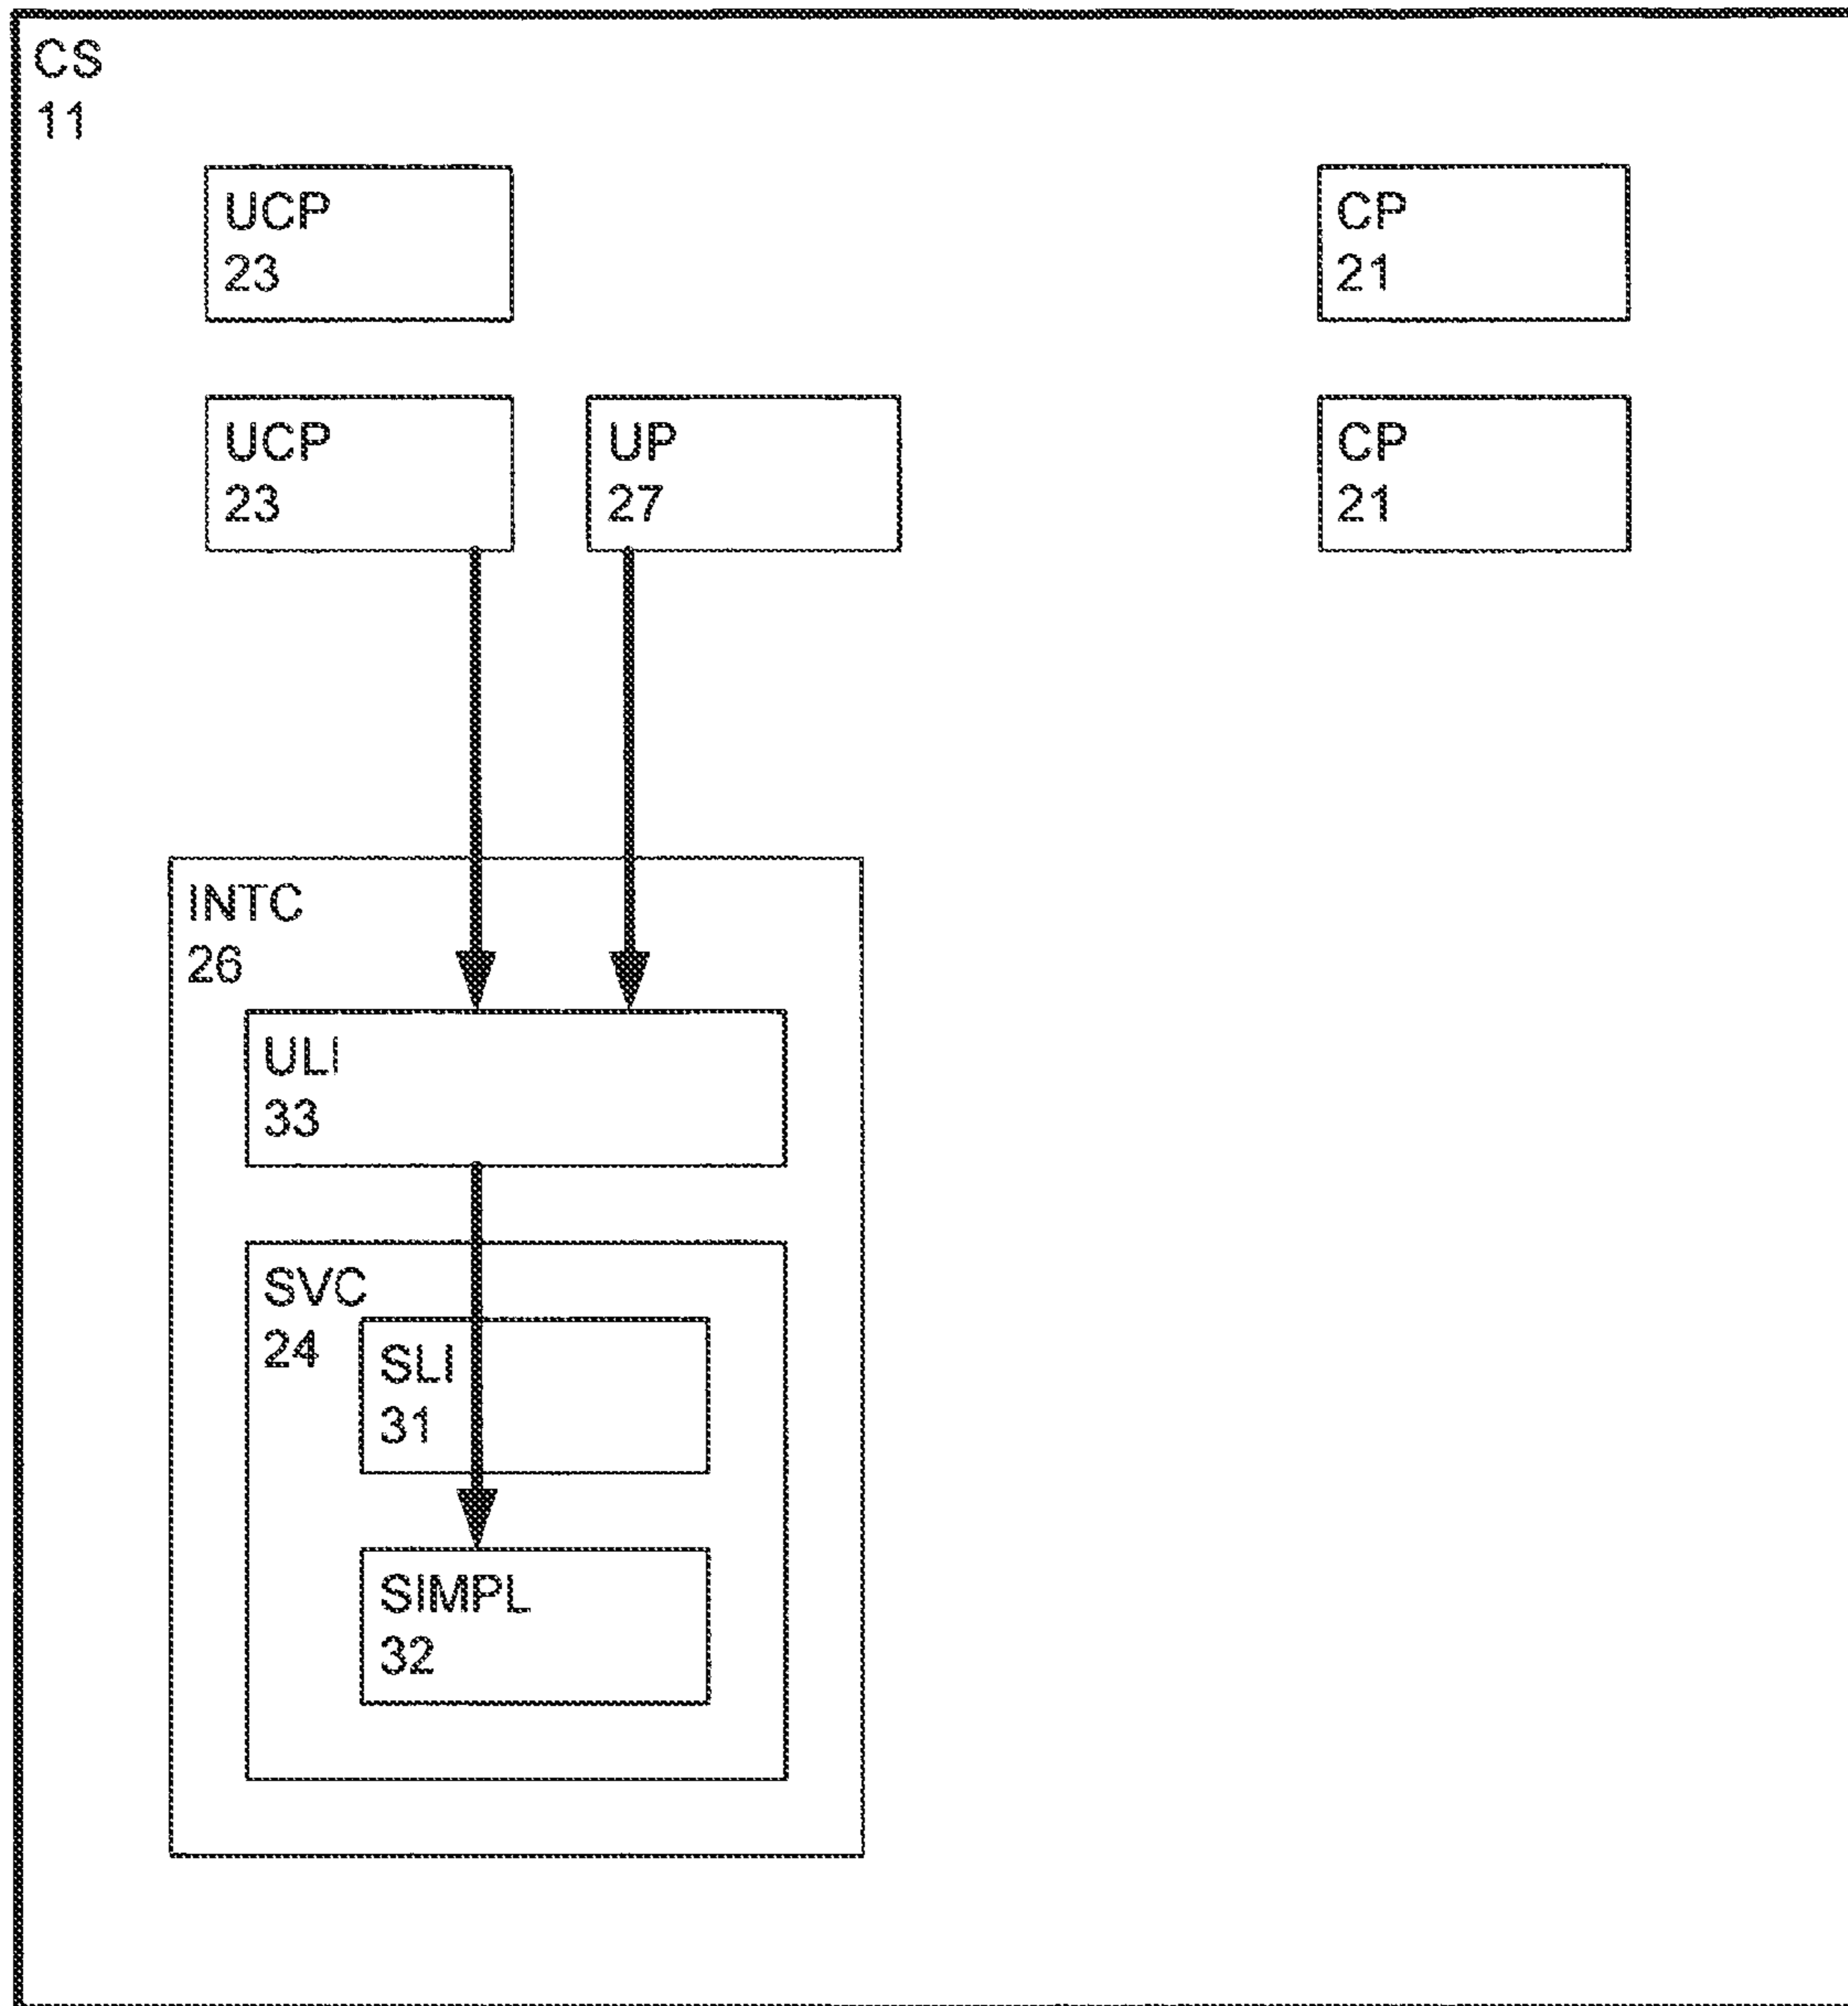 CS
11
UCP
23
CP
21
UCP
23
UP
27
CP
21
INTC
26
ULI
33
SVC
24
SLI
31
SIMPL
32